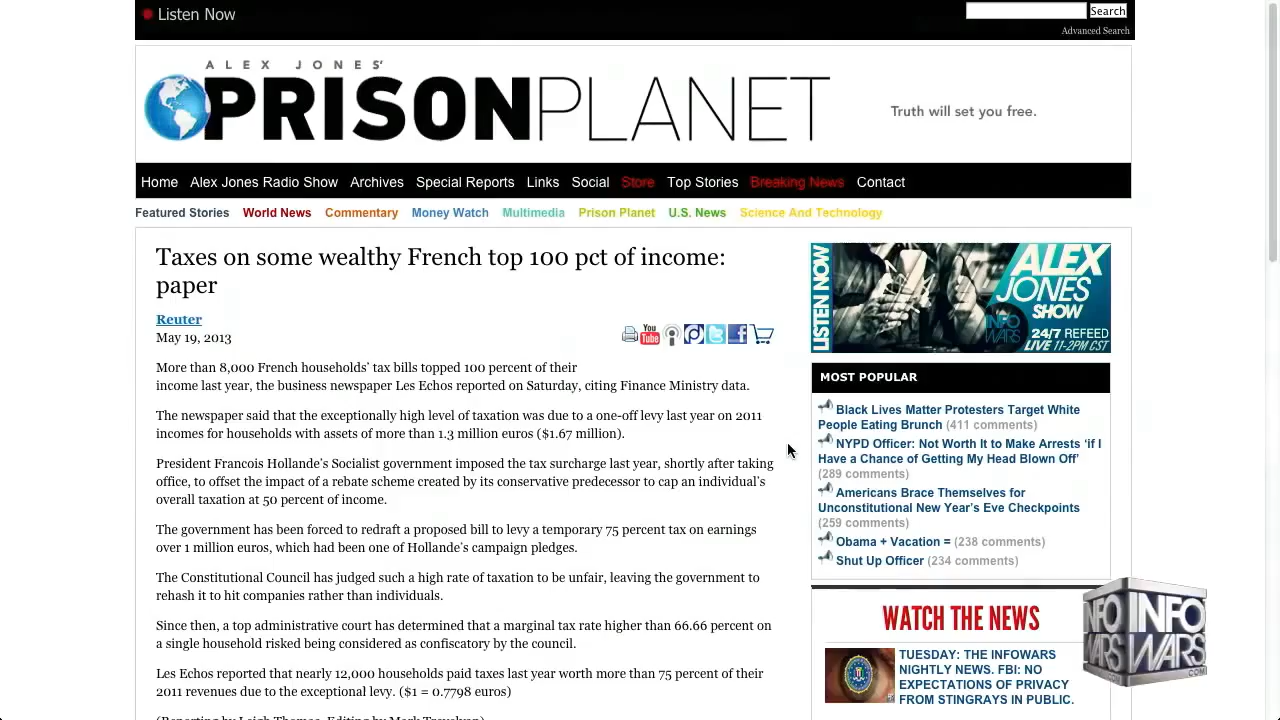 Listen Now
Search
Advanced Search
ALEX JONES'
PRISONPLANET
Truth will set you free.
Home Alex Jones Radio Show Archives Special Reports Links Social Store Top Stories Breaking News Contact
Featured Stories World News Commentary Money Watch Multimedia Prison Planet U.S. News Science And Technology
Taxes on some wealthy French top 100 pct of income:
paper
Reuter
May 19, 2013
You
Tube
More than 8,000 French households' tax bills topped 100 percent of their
income last year, the business newspaper Les Echos reported on Saturday, citing Finance Ministry data.
The newspaper said that the exceptionally high level of taxation was due to a one-off levy last year on 2011
incomes for households with assets of more than 1.3 million euros ($1.67 million).
President Francois Hollande's Socialist government imposed the tax surcharge last year, shortly after taking
office, to offset the impact of a rebate scheme created by its conservative predecessor to cap an individual's
overall taxation at 50 percent of income.
The government has been forced to redraft a proposed bill to levy a temporary 75 percent tax on earnings
over 1 million euros, which had been one of Hollande's campaign pledges.
The Constitutional Council has judged such a high rate of taxation to be unfair, leaving the government to
rehash it to hit companies rather than individuals.
Since then, a top administrative court has determined that a marginal tax rate higher than 66.66 percent on
a single household risked being considered as confiscatory by the council.
Les Echos reported that nearly 12,000 households paid taxes last year worth more than 75 percent of their
2011 revenues due to the exceptional levy. ($1 = 0.7798 euros)
LISTEN NOW
ALEX
JONES
SHOW
INFO
WARS
24/7 REFEED
LIVE 11-2PM CST
MOST POPULAR
Black Lives Matter Protesters Target White
People Eating Brunch (411 comments)
NYPD Officer: Not Worth It to Make Arrests 'if I
Have a Chance of Getting My Head Blown Off'
(289 comments)
Americans Brace Themselves for
Unconstitutional New Year's Eve Checkpoints
(259 comments)
Obama + Vacation = (238 comments)
Shut Up Officer (234 comments)
WATCH THE NEWS
TUESDAY: THE INFOWARS
NIGHTLY NEWS. FBI: NO
EXPECTATIONS OF PRIVACY
FROM STINGRAYS IN PUBLIC.
INFO INFO
WARS WARS
.COM